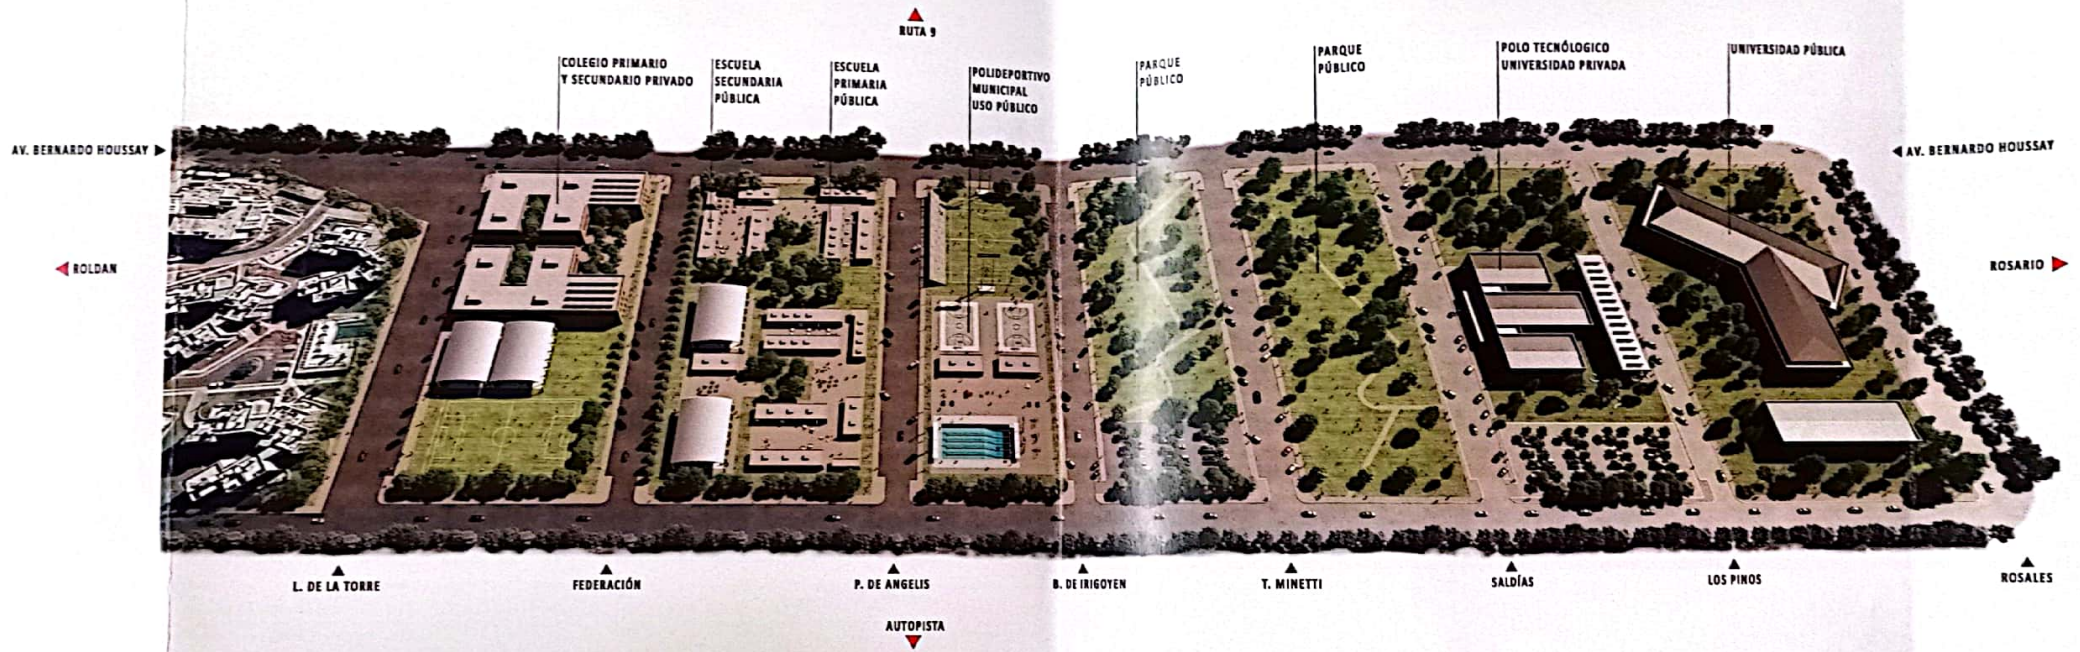 RUTA 9
COLEGIO PRIMARIO
Y SECUNDARIO PRIVADO
ESCUELA
SECUNDARIA
PÚBLICA
ESCUELA
PRIMARIA
PÚBLICA
POLIDEPORTIVO
MUNICIPAL
USO PÚBLICO
PARQUE
PÚBLICO
PARQUE
PÚBLICO
POLO TECNÓLOGICO
UNIVERSIDAD PRIVADA
UNIVERSIDAD PÚBLICA
AV. BERNARDO HOUSSAY
AV. BERNARDO HOUSSAY
ROLDAN
ROSARIO
L. DE LA TORRE
FEDERACIÓN
P. DE ANGELIS
B. DE IRIGOYEN
T. MINETTI
SALDÍAS
LOS PINOS
ROSALES
AUTOPISTA